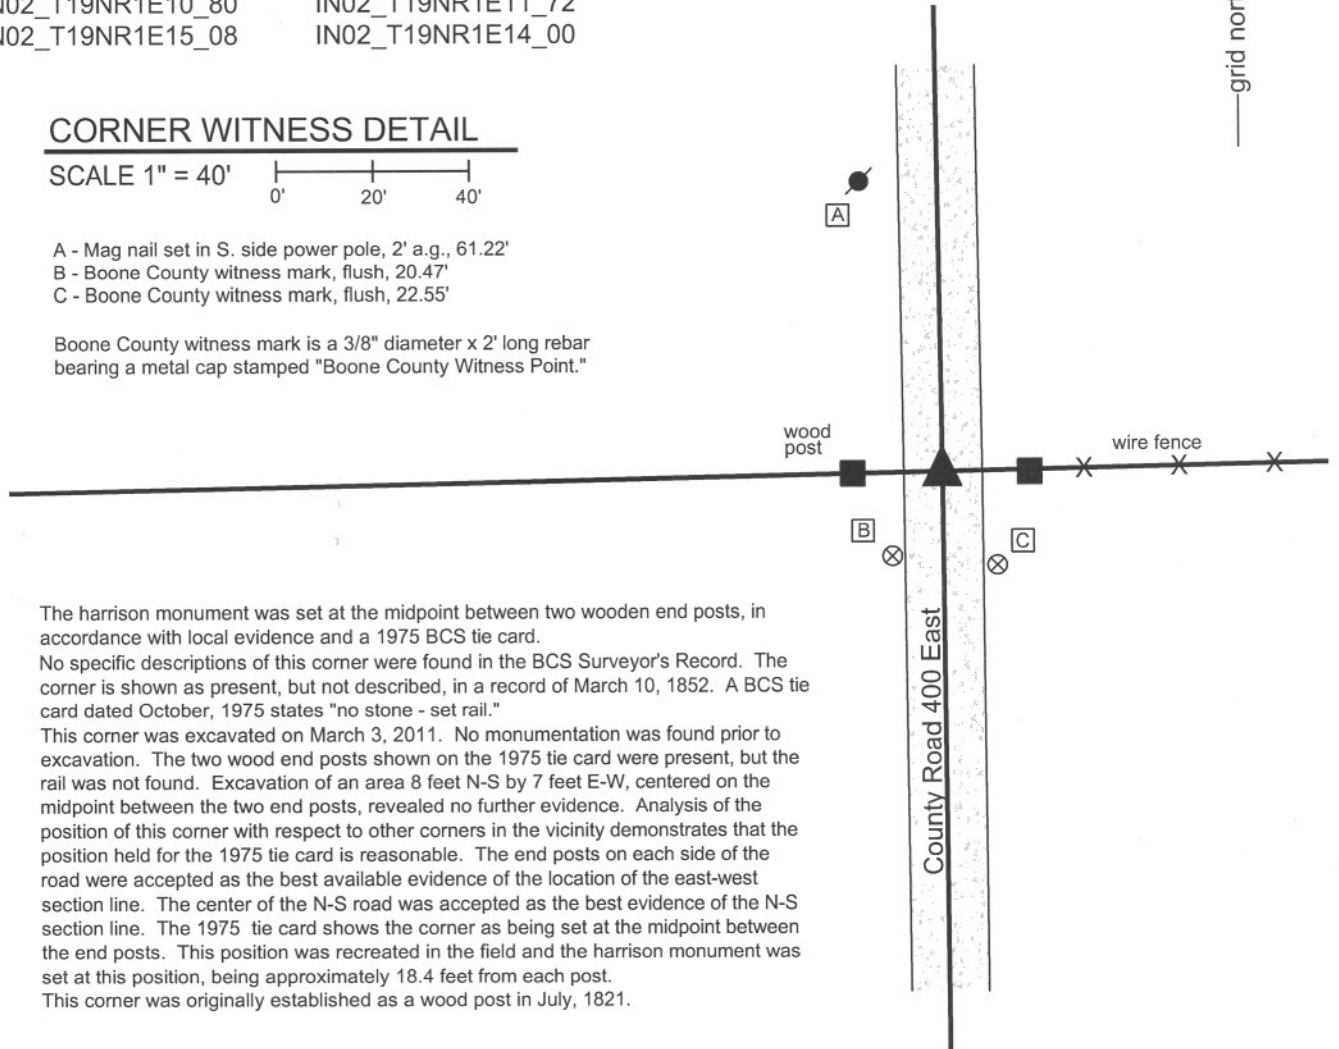 N02_T19NR1E10_80 IN02_T19NR1E11_72
N02_T19NR1E15_08 IN02_T19NR1E14_00
grid nor
CORNER WITNESS DETAIL
SCALE 1" = 40'
0' 20' 40'
A
A - Mag nail set in S. side power pole, 2' a.g., 61.22'
B - Boone County witness mark, flush, 20.47'
C - Boone County witness mark, flush, 22.55'
Boone County witness mark is a 3/8" diameter x 2' long rebar
bearing a metal cap stamped "Boone County Witness Point."
wood
post
wire fence
X X X
B
C
County Road 400 East
The harrison monument was set at the midpoint between two wooden end posts, in
accordance with local evidence and a 1975 BCS tie card.
No specific descriptions of this corner were found in the BCS Surveyor's Record. The
corner is shown as present, but not described, in a record of March 10, 1852. A BCS tie
card dated October, 1975 states "no stone - set rail."
This corner was excavated on March 3, 2011. No monumentation was found prior to
excavation. The two wood end posts shown on the 1975 tie card were present, but the
rail was not found. Excavation of an area 8 feet N-S by 7 feet E-W, centered on the
midpoint between the two end posts, revealed no further evidence. Analysis of the
position of this corner with respect to other corners in the vicinity demonstrates that the
position held for the 1975 tie card is reasonable. The end posts on each side of the
road were accepted as the best available evidence of the location of the east-west
section line. The center of the N-S road was accepted as the best evidence of the N-S
section line. The 1975 tie card shows the corner as being set at the midpoint between
the end posts. This position was recreated in the field and the harrison monument was
set at this position, being approximately 18.4 feet from each post.
This corner was originally established as a wood post in July, 1821.